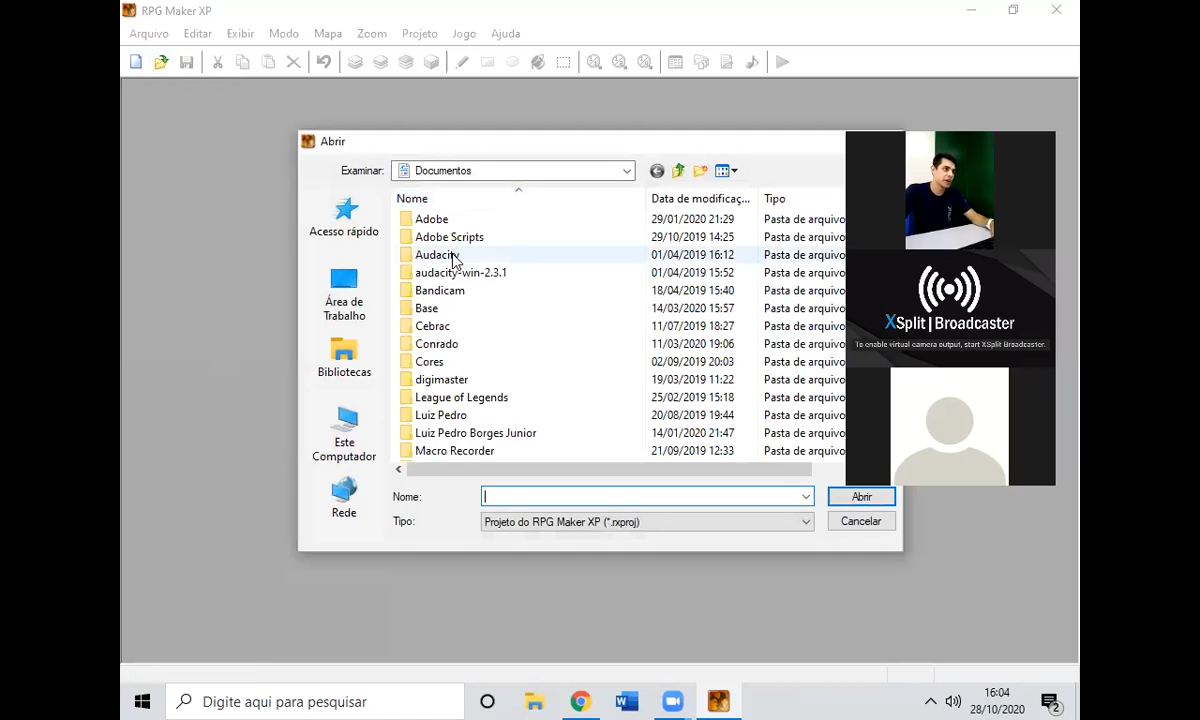 RPG Maker XP
Arquivo Editar Exibir Modo Mapa Zoom Projeto Jogo Ajuda
Abrir
Examinar: Documentos
Nome Data de modificaç... Tipo
Adobe 29/01/2020 21:29 Pasta de arquivo
Adobe Scripts 29/10/2019 14:25 Pasta de arquivo
Audacity 01/04/2019 16:12 Pasta de arquivo
audacity-win-2.3.1 01/04/2019 15:52 Pasta de arquivo
Bandicam 18/04/2019 15:40 Pasta de arquivo
Base 14/03/2020 15:57 Pasta de arquivo
Cebrac 11/07/2019 18:27 Pasta de arquivo
Conrado 11/03/2020 19:06 Pasta de arquivo
Cores 02/09/2019 20:03 Pasta de arquivo
digimaster 19/03/2019 11:22 Pasta de arquivo
League of Legends 25/02/2019 15:18 Pasta de arquivo
Luiz Pedro 20/08/2019 19:44 Pasta de arquivo
Luiz Pedro Borges Junior 14/01/2020 21:47 Pasta de arquivo
Macro Recorder 21/09/2019 12:33 Pasta de arquivo
Acesso rápido
Área de
Trabalho
Bibliotecas
Este
Computador
Rede
Nome: Abrir
Tipo: Projeto do RPG Maker XP (*.rxproj) Cancelar
XSplit|Broadcaster
To enable virtual camera output, start XSplit Broadcaster.
Digite aqui para pesquisar
16:04
28/10/2020
2